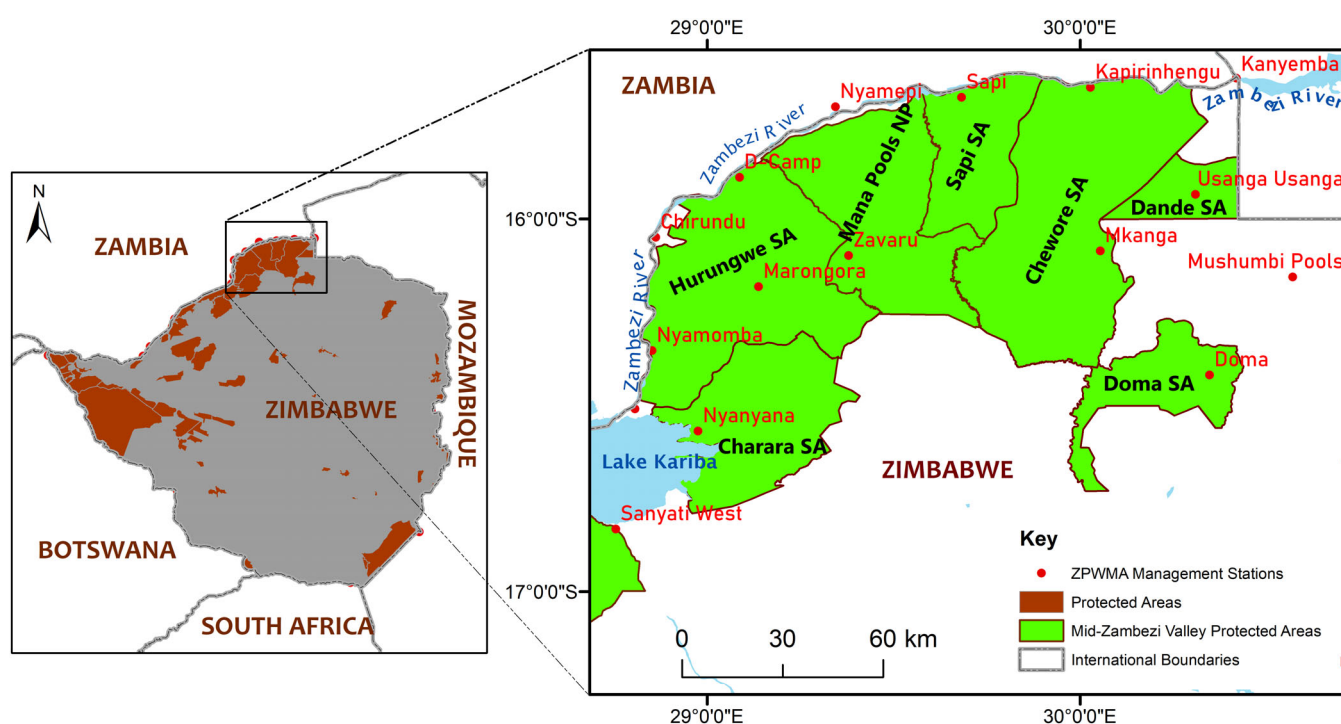 N
ZAMBIA
ZIMBABWE
MOZAMBIQUE
BOTSWANA
SOUTH AFRICA
29°0'0"E
30°0'0"E
ZAMBIA
Nyamepi
Sapi
Kapirinhengu
Kanyemba
Zambezi River
Zambezi River
D-Camp
Mana Pools NP
Sapi SA
Usanga Usanga
Dande SA
16°0'0"S
Chirundu
Hurungwe SA
Zavaru
Chewore SA
Mkanga
Marongora
Mushumbi Pools
Zambezi River
Nyamomba
Doma
Doma SA
Nyanyana
Charara SA
Lake Kariba
ZIMBABWE
Sanyati West
Key
ZPWMA Management Stations
Protected Areas
Mid-Zambezi Valley Protected Areas
International Boundaries
17°0'0"S
0 30 60 km
29°0'0"E
30°0'0"E